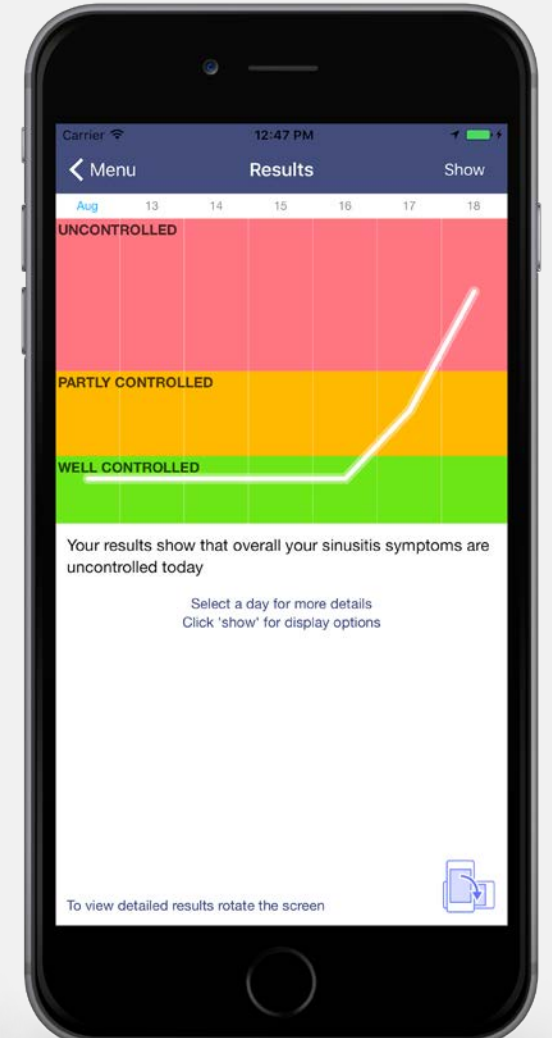 Carrier 12:47 PM
Menu Results Show
Aug 13 14 15 16 17 18
UNCONTROLLED
PARTLY CONTROLLED
WELL CONTROLLED
Your results show that overall your sinusitis symptoms are
uncontrolled today
Select a day for more details
Click 'show' for display options
To view detailed results rotate the screen